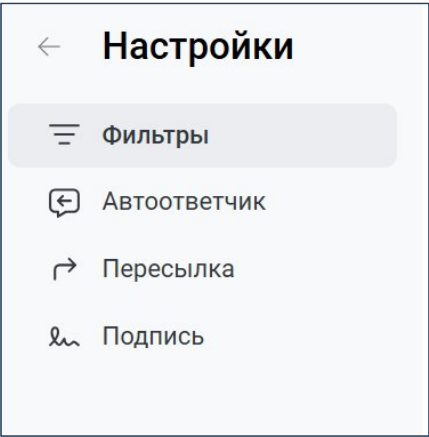 Настройки
Фильтры
Автоответчик
Пересылка
Подпись